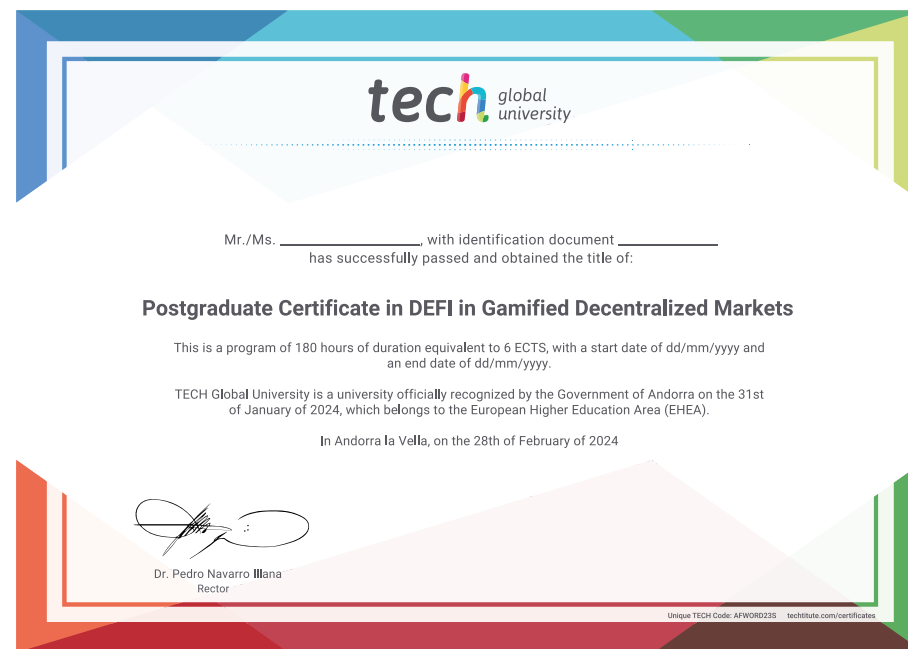 tech global
university
Mr./Ms. ____________________, with identification document ______________
has successfully passed and obtained the title of:
Postgraduate Certificate in DEFI in Gamified Decentralized Markets
This is a program of 180 hours of duration equivalent to 6 ECTS, with a start date of dd/mm/yyyy and
an end date of dd/mm/yyyy.
TECH Global University is a university officially recognized by the Government of Andorra on the 31st
of January of 2024, which belongs to the European Higher Education Area (EHEA).
In Andorra la Vella, on the 28th of February of 2024
Dr. Pedro Navarro Illana
Rector
Unique TECH Code: AFWORD23S techtitute.com/certificates